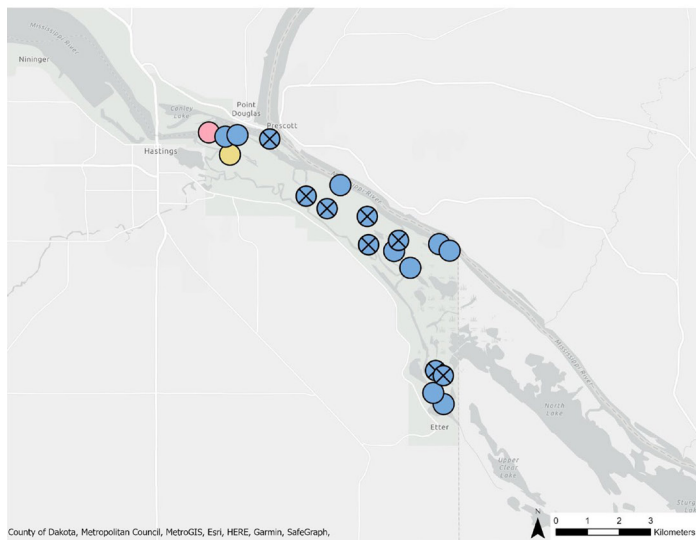 Mississippi River
Nininger
Point
Douglas
Conley
Lake
Prescott
Hastings
Mississippi River
Mississippi River
North
Lake
Etter
Upper
Clear
Lake
N
0 1 2 3
Kilometers
County of Dakota, Metropolitan Council, MetroGIS, Esri, HERE, Garmin, SafeGraph,